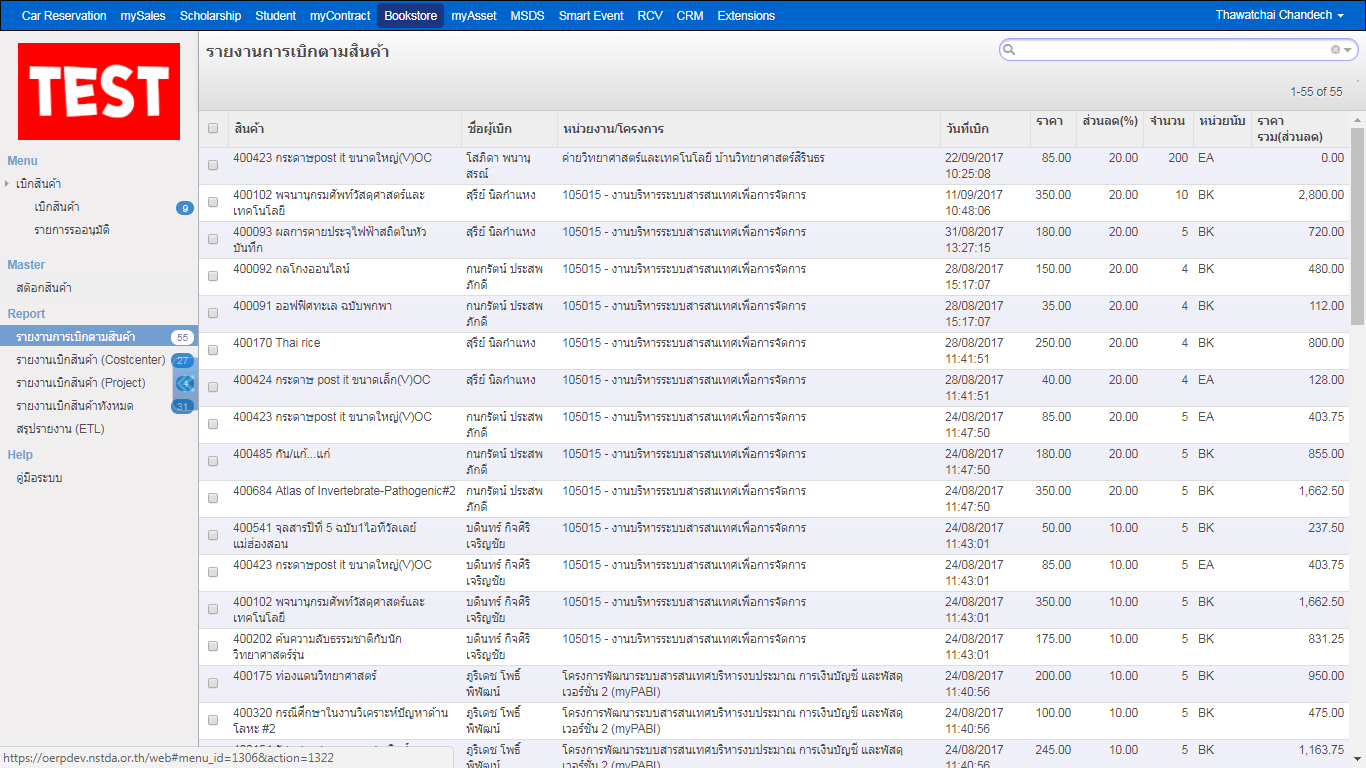 Car Reservation mySales Scholarship Student myContract Bookstore myAsset MSDS Smart Event RCV CRM Extensions Thawatchai Chandech
TEST
Menu
เบิกสินค้า
เบิกสินค้า 9
รายการรออนุมัติ
Master
สต๊อกสินค้า
Report
รายงานการเบิกตามสินค้า 55
รายงานเบิกสินค้า (Costcenter) 27
รายงานเบิกสินค้า (Project) 4
รายงานเบิกสินค้าทั้งหมด 31
สรุปรายงาน (ETL)
Help
คู่มือระบบ
รายงานการเบิกตามสินค้า
1-55 of 55
สินค้า ชื่อผู้เบิก หน่วยงาน/โครงการ วันที่เบิก ราคา ส่วนลด(%) จำนวน หน่วยนับ ราคา
รวม(ส่วนลด)
400423 กระดาษpost it ขนาดใหญ่(V)OC โสภิดา พนานุ ค่ายวิทยาศาสตร์และเทคโนโลยี บ้านวิทยาศาสตร์สิรินธร 22/09/2017 85.00 20.00 200 EA 0.00
สรณ์ 10:25:08
400102 พจนานุกรมศัพท์วัสดุศาสตร์และ สุรีย์ นิลกำแหง 105015 - งานบริหารระบบสารสนเทศเพื่อการจัดการ 11/09/2017 350.00 20.00 10 BK 2,800.00
เทคโนโลยี 10:48:06
400093 ผลการคายประจุไฟฟ้าสถิตในหัว สุรีย์ นิลกำแหง 105015 - งานบริหารระบบสารสนเทศเพื่อการจัดการ 31/08/2017 180.00 20.00 5 BK 720.00
บันทึก 13:27:15
400092 กลโกงออนไลน์ กนกรัตน์ ประสพ 105015 - งานบริหารระบบสารสนเทศเพื่อการจัดการ 28/08/2017 150.00 20.00 4 BK 480.00
ภักดี 15:17:07
400091 ออฟฟิศทะเล ฉบับพกพา กนกรัตน์ ประสพ 105015 - งานบริหารระบบสารสนเทศเพื่อการจัดการ 28/08/2017 35.00 20.00 4 BK 112.00
ภักดี 15:17:07
400170 Thai rice สุรีย์ นิลกำแหง 105015 - งานบริหารระบบสารสนเทศเพื่อการจัดการ 28/08/2017 250.00 20.00 4 BK 800.00
11:41:51
400424 กระดาษ post it ขนาดเล็ก(V)OC สุรีย์ นิลกำแหง 105015 - งานบริหารระบบสารสนเทศเพื่อการจัดการ 28/08/2017 40.00 20.00 4 EA 128.00
11:41:51
400423 กระดาษpost it ขนาดใหญ่(V)OC กนกรัตน์ ประสพ 105015 - งานบริหารระบบสารสนเทศเพื่อการจัดการ 24/08/2017 85.00 20.00 5 EA 403.75
ภักดี 11:47:50
400485 กัน/แก้...แก่ กนกรัตน์ ประสพ 105015 - งานบริหารระบบสารสนเทศเพื่อการจัดการ 24/08/2017 180.00 20.00 5 BK 855.00
ภักดี 11:47:50
400684 Atlas of Invertebrate-Pathogenic#2 กนกรัตน์ ประสพ 105015 - งานบริหารระบบสารสนเทศเพื่อการจัดการ 24/08/2017 350.00 20.00 5 BK 1,662.50
ภักดี 11:47:50
400541 จุลสารปีที่ 5 ฉบับ1ไอทีวัลเลย์ บดินทร์ กิจศิริ 105015 - งานบริหารระบบสารสนเทศเพื่อการจัดการ 24/08/2017 50.00 10.00 5 BK 237.50
แม่ฮ่องสอน เจริญชัย 11:43:01
400423 กระดาษpost it ขนาดใหญ่(V)OC บดินทร์ กิจศิริ 105015 - งานบริหารระบบสารสนเทศเพื่อการจัดการ 24/08/2017 85.00 10.00 5 EA 403.75
เจริญชัย 11:43:01
400102 พจนานุกรมศัพท์วัสดุศาสตร์และ บดินทร์ กิจศิริ 105015 - งานบริหารระบบสารสนเทศเพื่อการจัดการ 24/08/2017 350.00 10.00 5 BK 1,662.50
เทคโนโลยี เจริญชัย 11:43:01
400202 ค้นความลับธรรมชาติกับนัก บดินทร์ กิจศิริ 105015 - งานบริหารระบบสารสนเทศเพื่อการจัดการ 24/08/2017 175.00 10.00 5 BK 831.25
วิทยาศาสตร์รุ่น เจริญชัย 11:43:01
400175 ท่องแดนวิทยาศาสตร์ ภูริเดช โพธิ์ โครงการพัฒนาระบบสารสนเทศบริหารงบประมาณ การเงินบัญชี และพัสดุ 24/08/2017 200.00 10.00 5 BK 950.00
พิพัฒน์ เวอร์ชั่น 2 (myPABI) 11:40:56
400320 กรณีศึกษาในงานวิเคราะห์ปัญหาด้าน ภูริเดช โพธิ์ โครงการพัฒนาระบบสารสนเทศบริหารงบประมาณ การเงินบัญชี และพัสดุ 24/08/2017 100.00 10.00 5 BK 475.00
โลหะ #2 พิพัฒน์ เวอร์ชั่น 2 (myPABI) 11:40:56
ภูริเดช โพธิ์ โครงการพัฒนาระบบสารสนเทศบริหารงบประมาณ การเงินบัญชี และพัสดุ 24/08/2017 245.00 10.00 5 BK 1,163.75
พิพัฒน์ เวอร์ชั่น 2 (myPABI) 11:40:56
https://oerpdev.nstda.or.th/web#menu_id=1306&action=1322